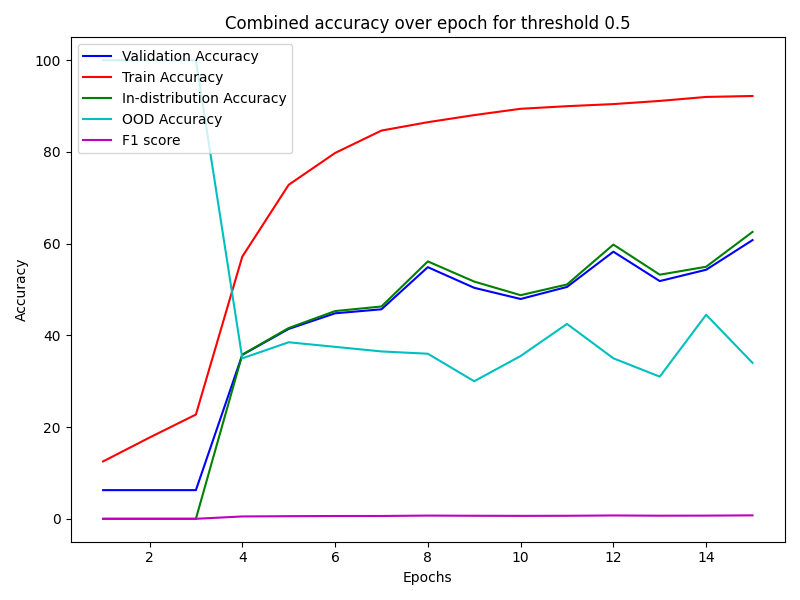 Combined accuracy over epoch for threshold 0.5
Validation Accuracy
Train Accuracy
In-distribution Accuracy
OOD Accuracy
F1 score
100
80
60
40
20
0
Accuracy
2 4 6 8 10 12 14
Epochs